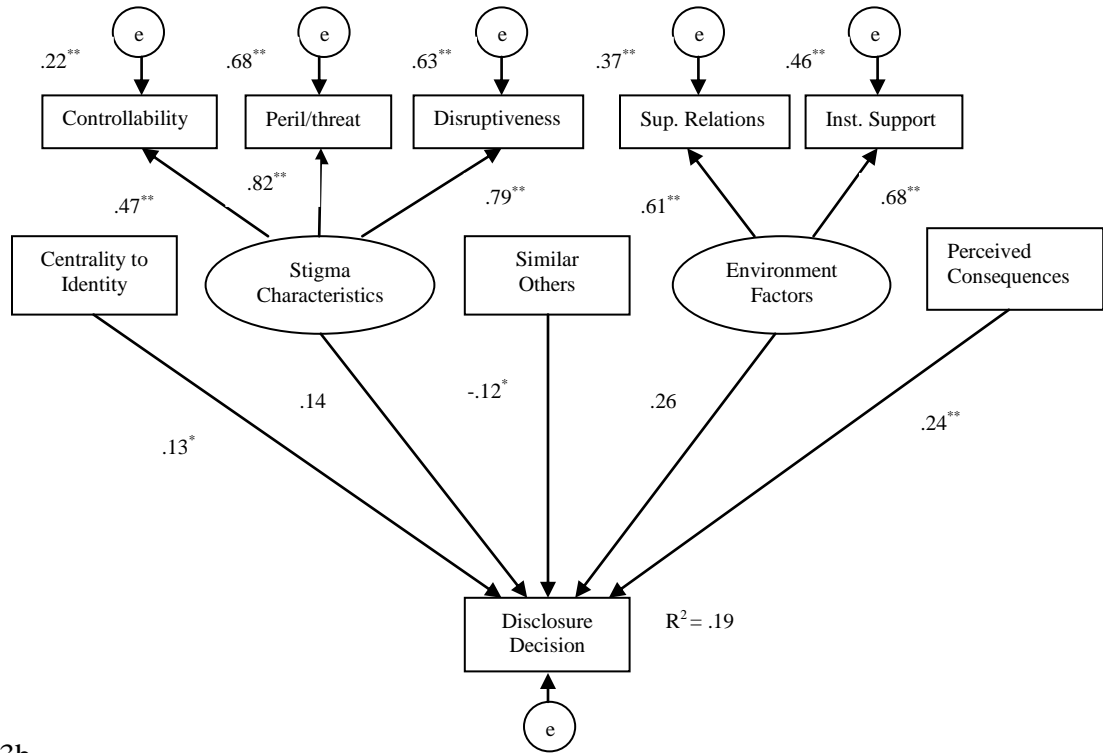 e
e
e
e
e
.22**
.68**
.63**
.37**
.46**
Controllability
Peril/threat
Disruptiveness
Sup. Relations
Inst. Support
.47**
.82**
.79**
.61**
.68**
Centrality to
Identity
Stigma
Characteristics
Similar
Others
Environment
Factors
Perceived
Consequences
.13*
.14
-.12*
.26
.24**
Disclosure
Decision
R² = .19
e